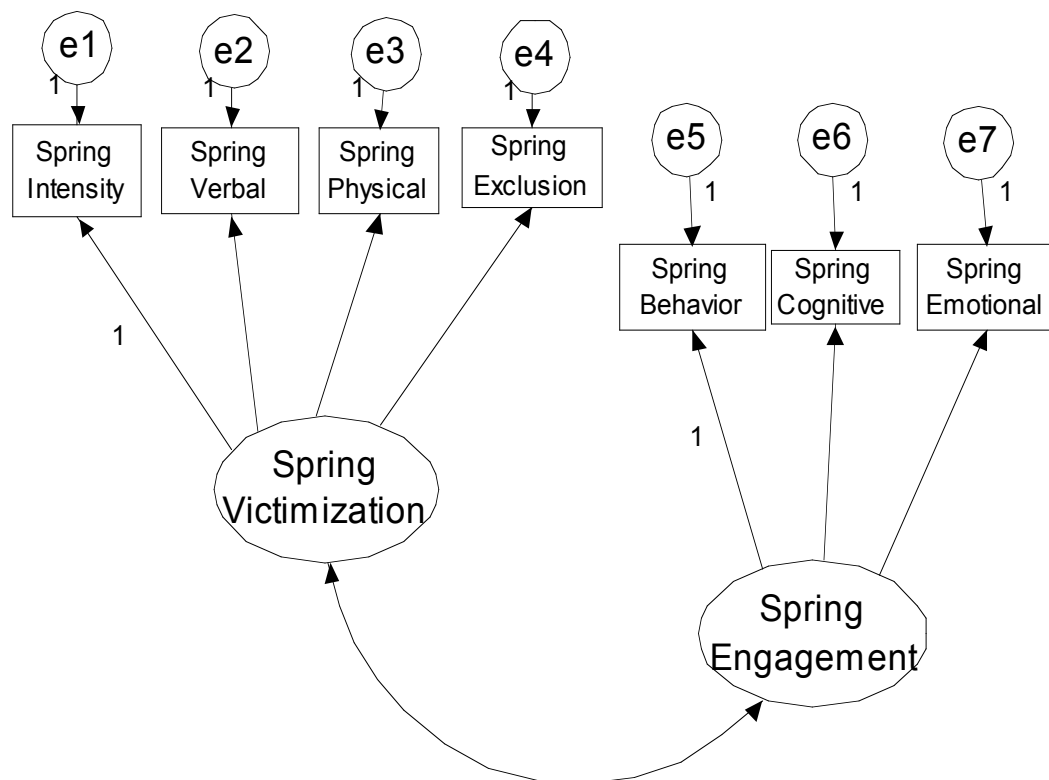 e1
e2
e3
e4
1
1
1
1
Spring
Intensity
Spring
Verbal
Spring
Physical
Spring
Exclusion
e5
e6
e7
1
1
1
Spring
Behavior
Spring
Cognitive
Spring
Emotional
1
1
Spring
Victimization
Spring
Engagement